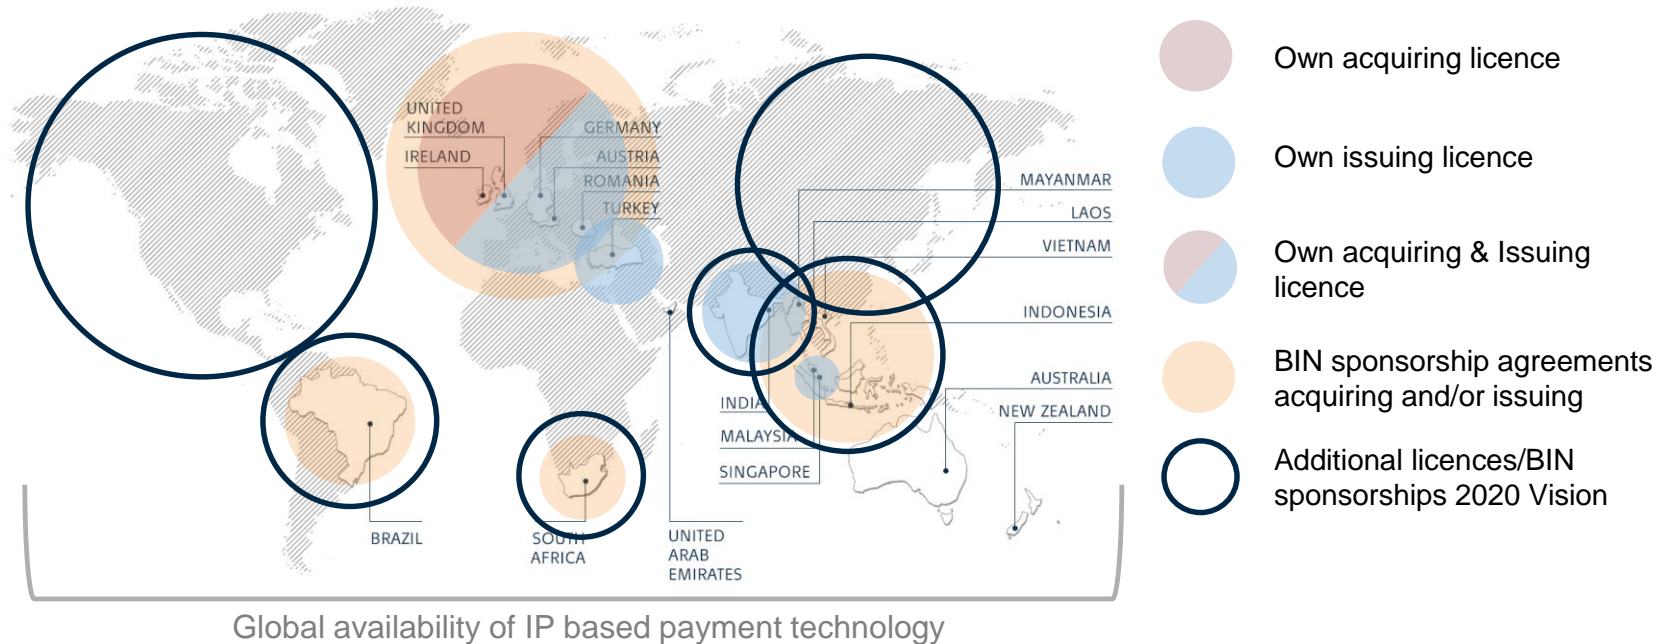 UNITED
KINGDOM
IRELAND
GERMANY
AUSTRIA
ROMANIA
TURKEY
MAYANMAR
LAOS
VIETNAM
INDONESIA
AUSTRALIA
NEW ZEALAND
INDIA
MALAYSIA
SINGAPORE
BRAZIL
SOUTH
AFRICA
UNITED
ARAB
EMIRATES
Global availability of IP based payment technology
Own acquiring licence
Own issuing licence
Own acquiring & Issuing
licence
BIN sponsorship agreements
acquiring and/or issuing
Additional licences/BIN
sponsorships 2020 Vision